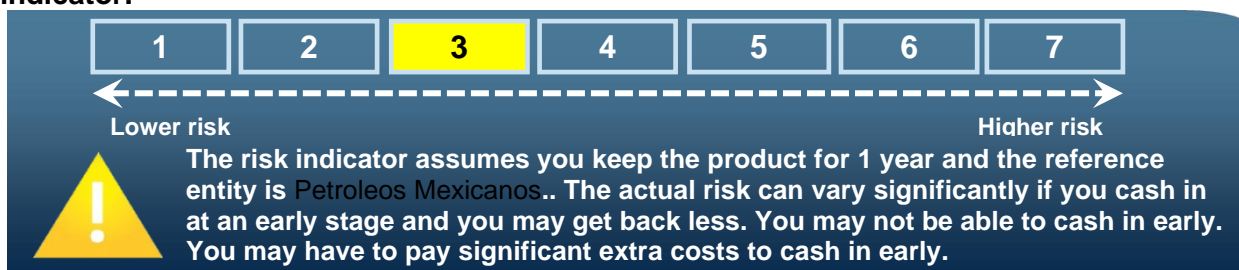 Indicator:
1 2 3 4 5 6 7
Lower risk Higher risk
The risk indicator assumes you keep the product for 1 year and the reference
entity is Petroleos Mexicanos.. The actual risk can vary significantly if you cash in
at an early stage and you may get back less. You may not be able to cash in early.
You may have to pay significant extra costs to cash in early.